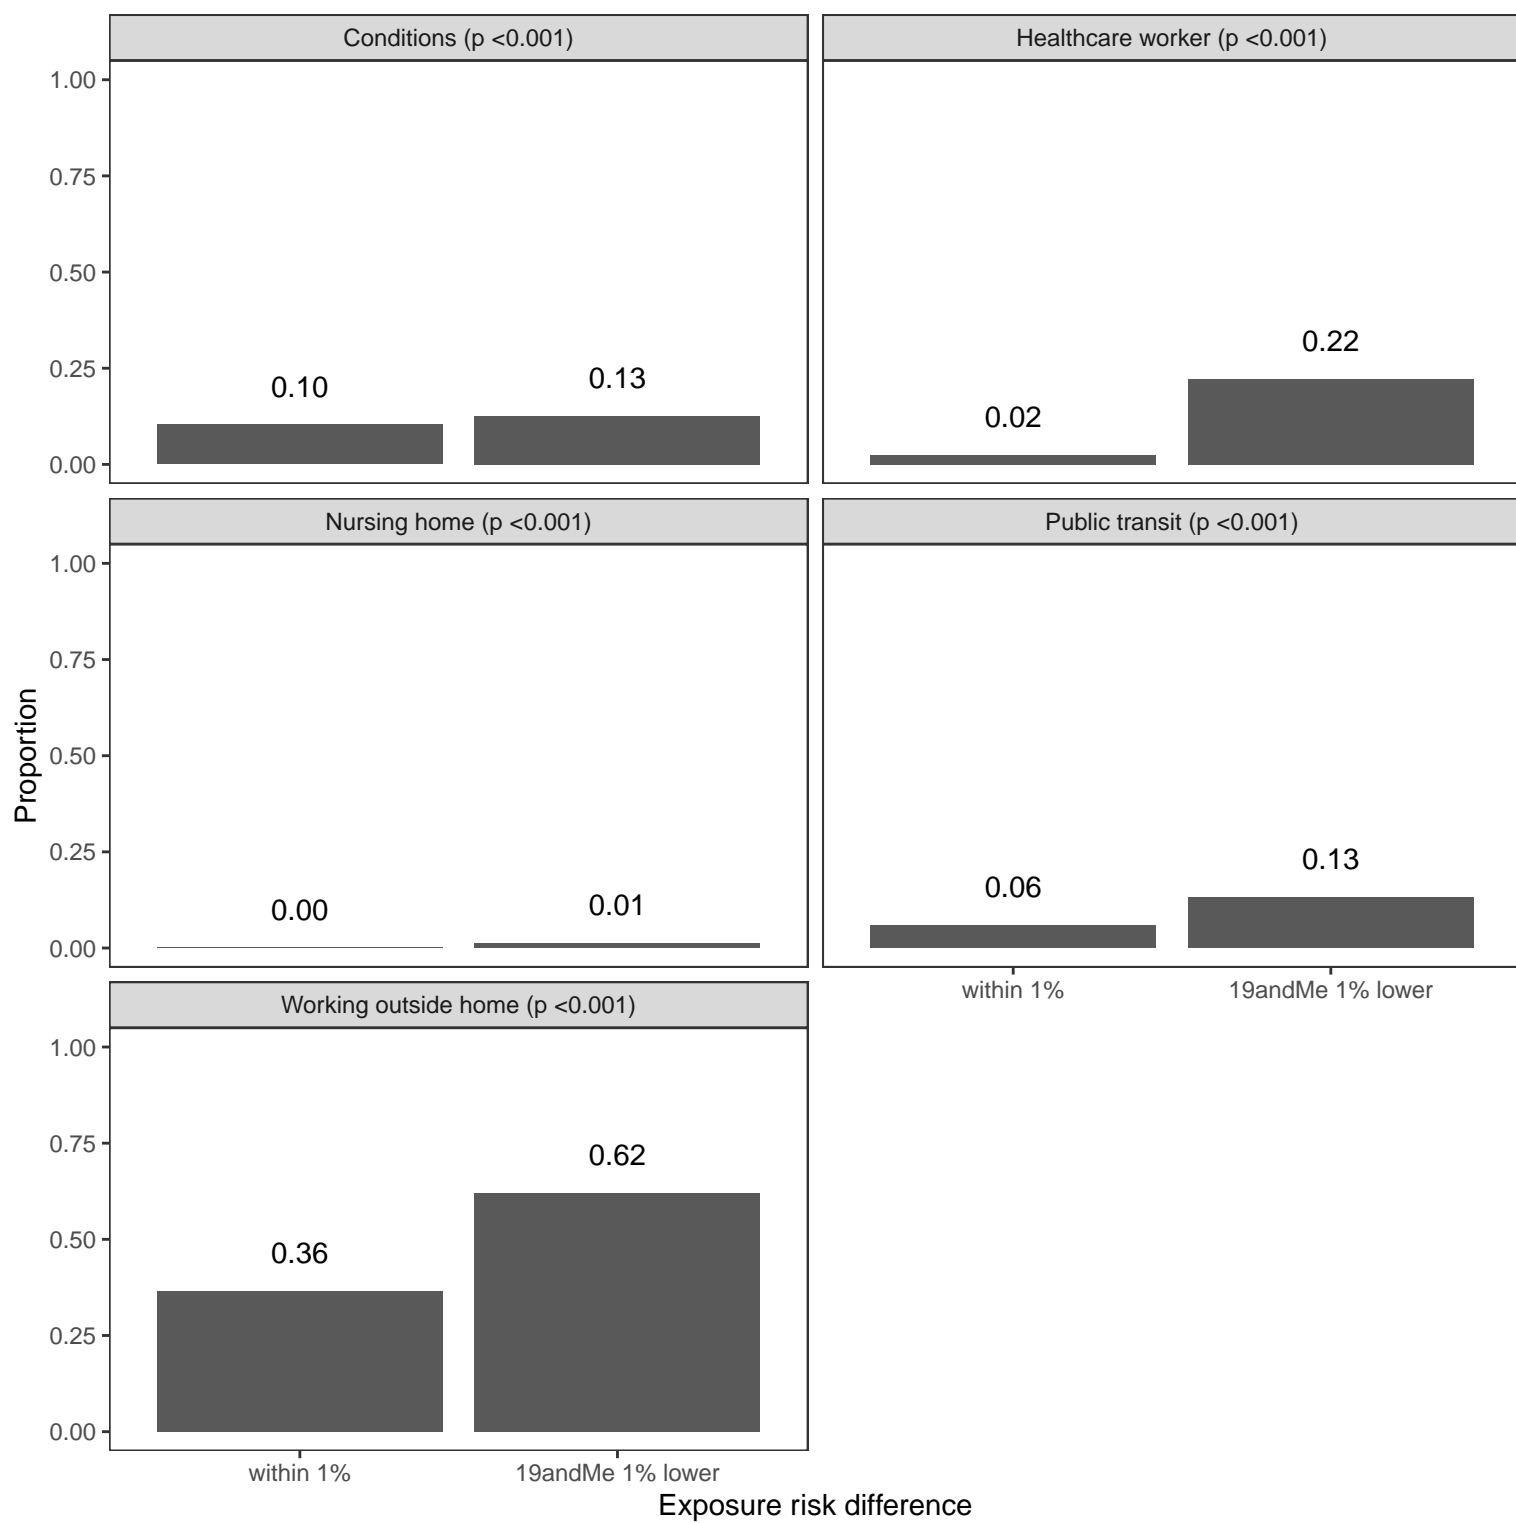 Conditions (p <0.001)
Healthcare worker (p <0.001)
1.00
0.75
0.50
0.25
0.00
0.10
0.13
0.02
0.22
Nursing home (p <0.001)
Public transit (p <0.001)
1.00
0.75
0.50
0.25
0.00
0.00
0.01
0.06
0.13
within 1%
19andMe 1% lower
Proportion
Working outside home (p <0.001)
1.00
0.75
0.50
0.25
0.00
0.36
0.62
within 1%
19andMe 1% lower
Exposure risk difference